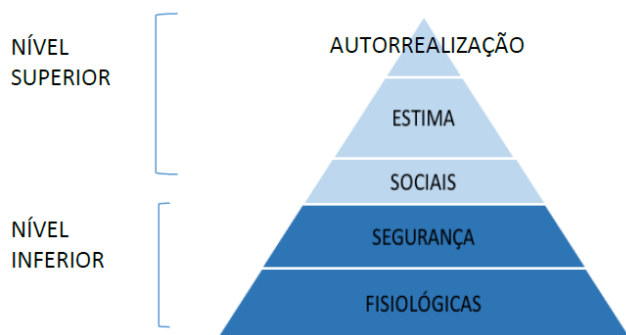 NÍVEL
SUPERIOR
AUTORREALIZAÇÃO
ESTIMA
SOCIAIS
NÍVEL
INFERIOR
SEGURANÇA
FISIOLÓGICAS